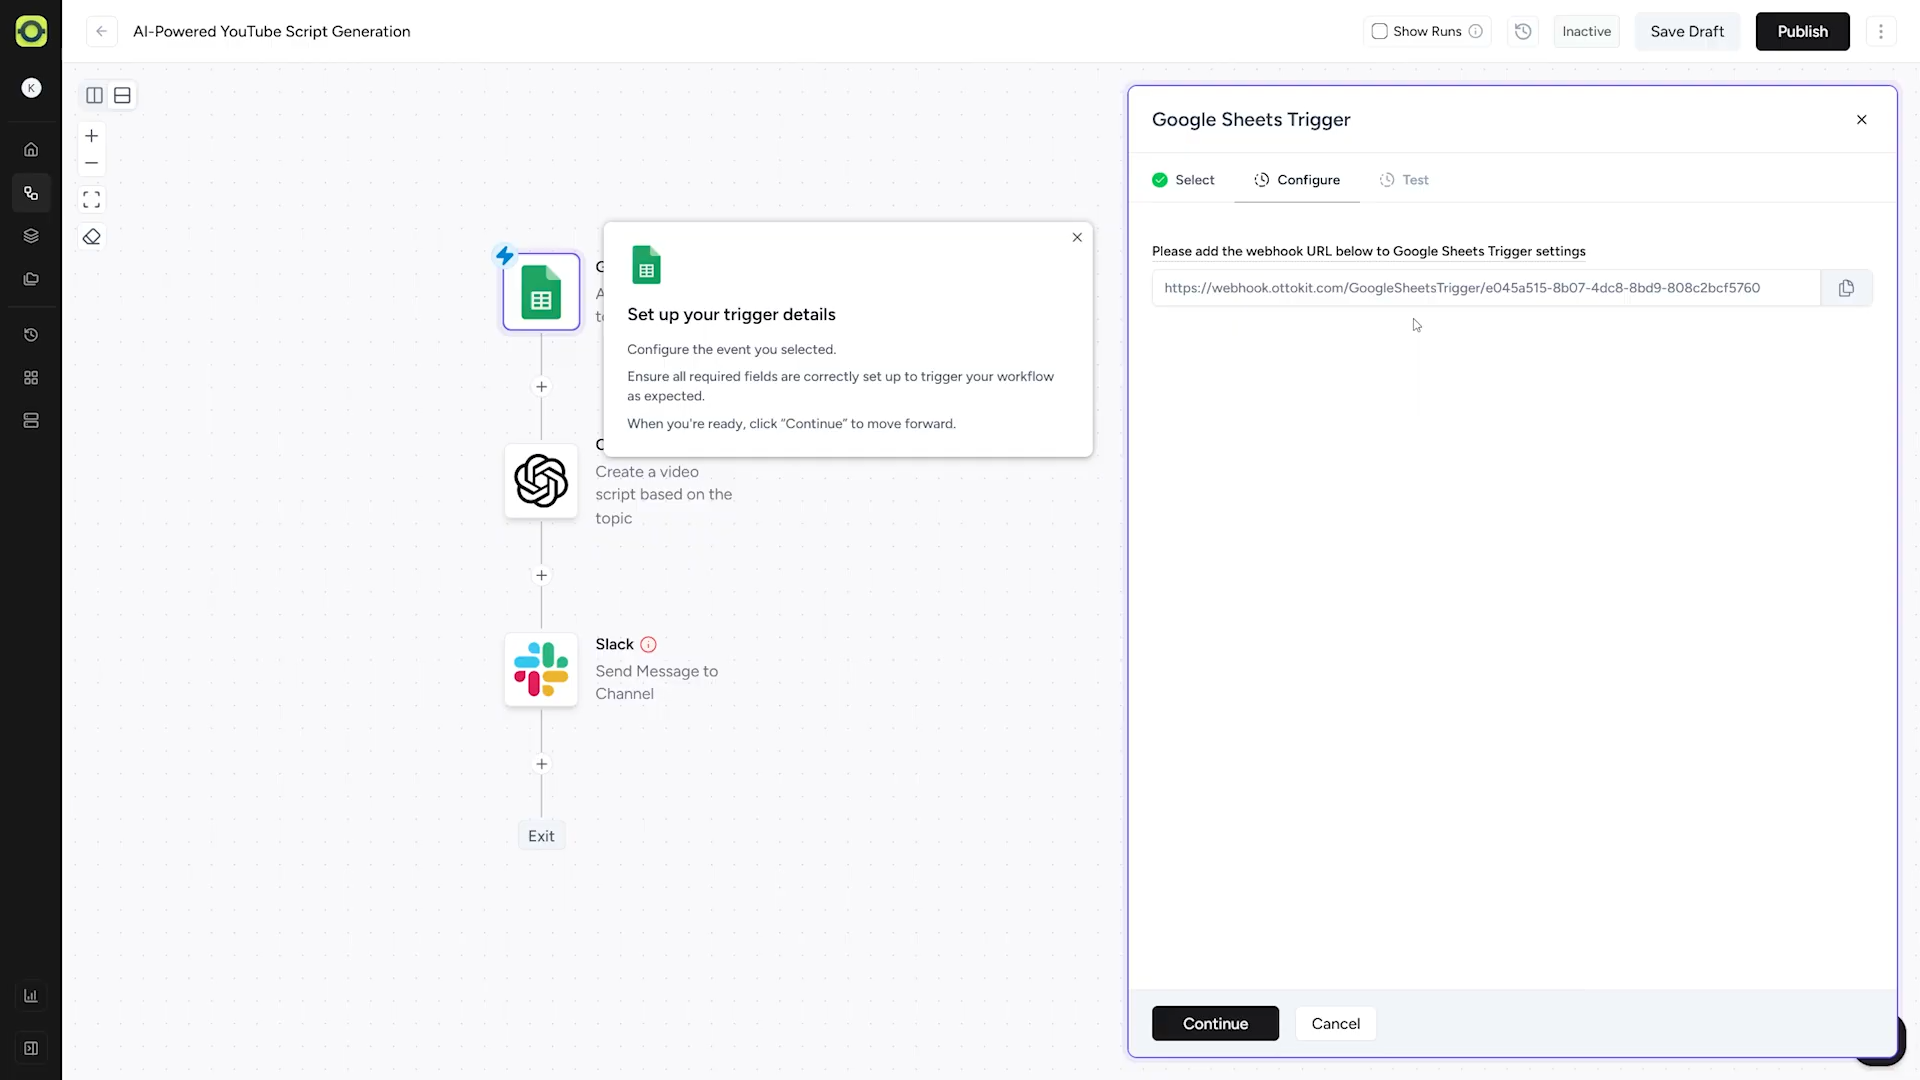 AI-Powered YouTube Script Generation
Show Runs
Inactive
Save Draft
Publish
K
Google Sheets Trigger
Select
Configure
Test
Please add the webhook URL below to Google Sheets Trigger settings
https://webhook.ottokit.com/GoogleSheetsTrigger/e045a515-8b07-4dc8-8bd9-808c2bcf5760
Set up your trigger details
Configure the event you selected.
Ensure all required fields are correctly set up to trigger your workflow
as expected.
When you're ready, click “Continue” to move forward.
Create a video
script based on the
topic
Slack
Send Message to
Channel
Exit
Continue
Cancel